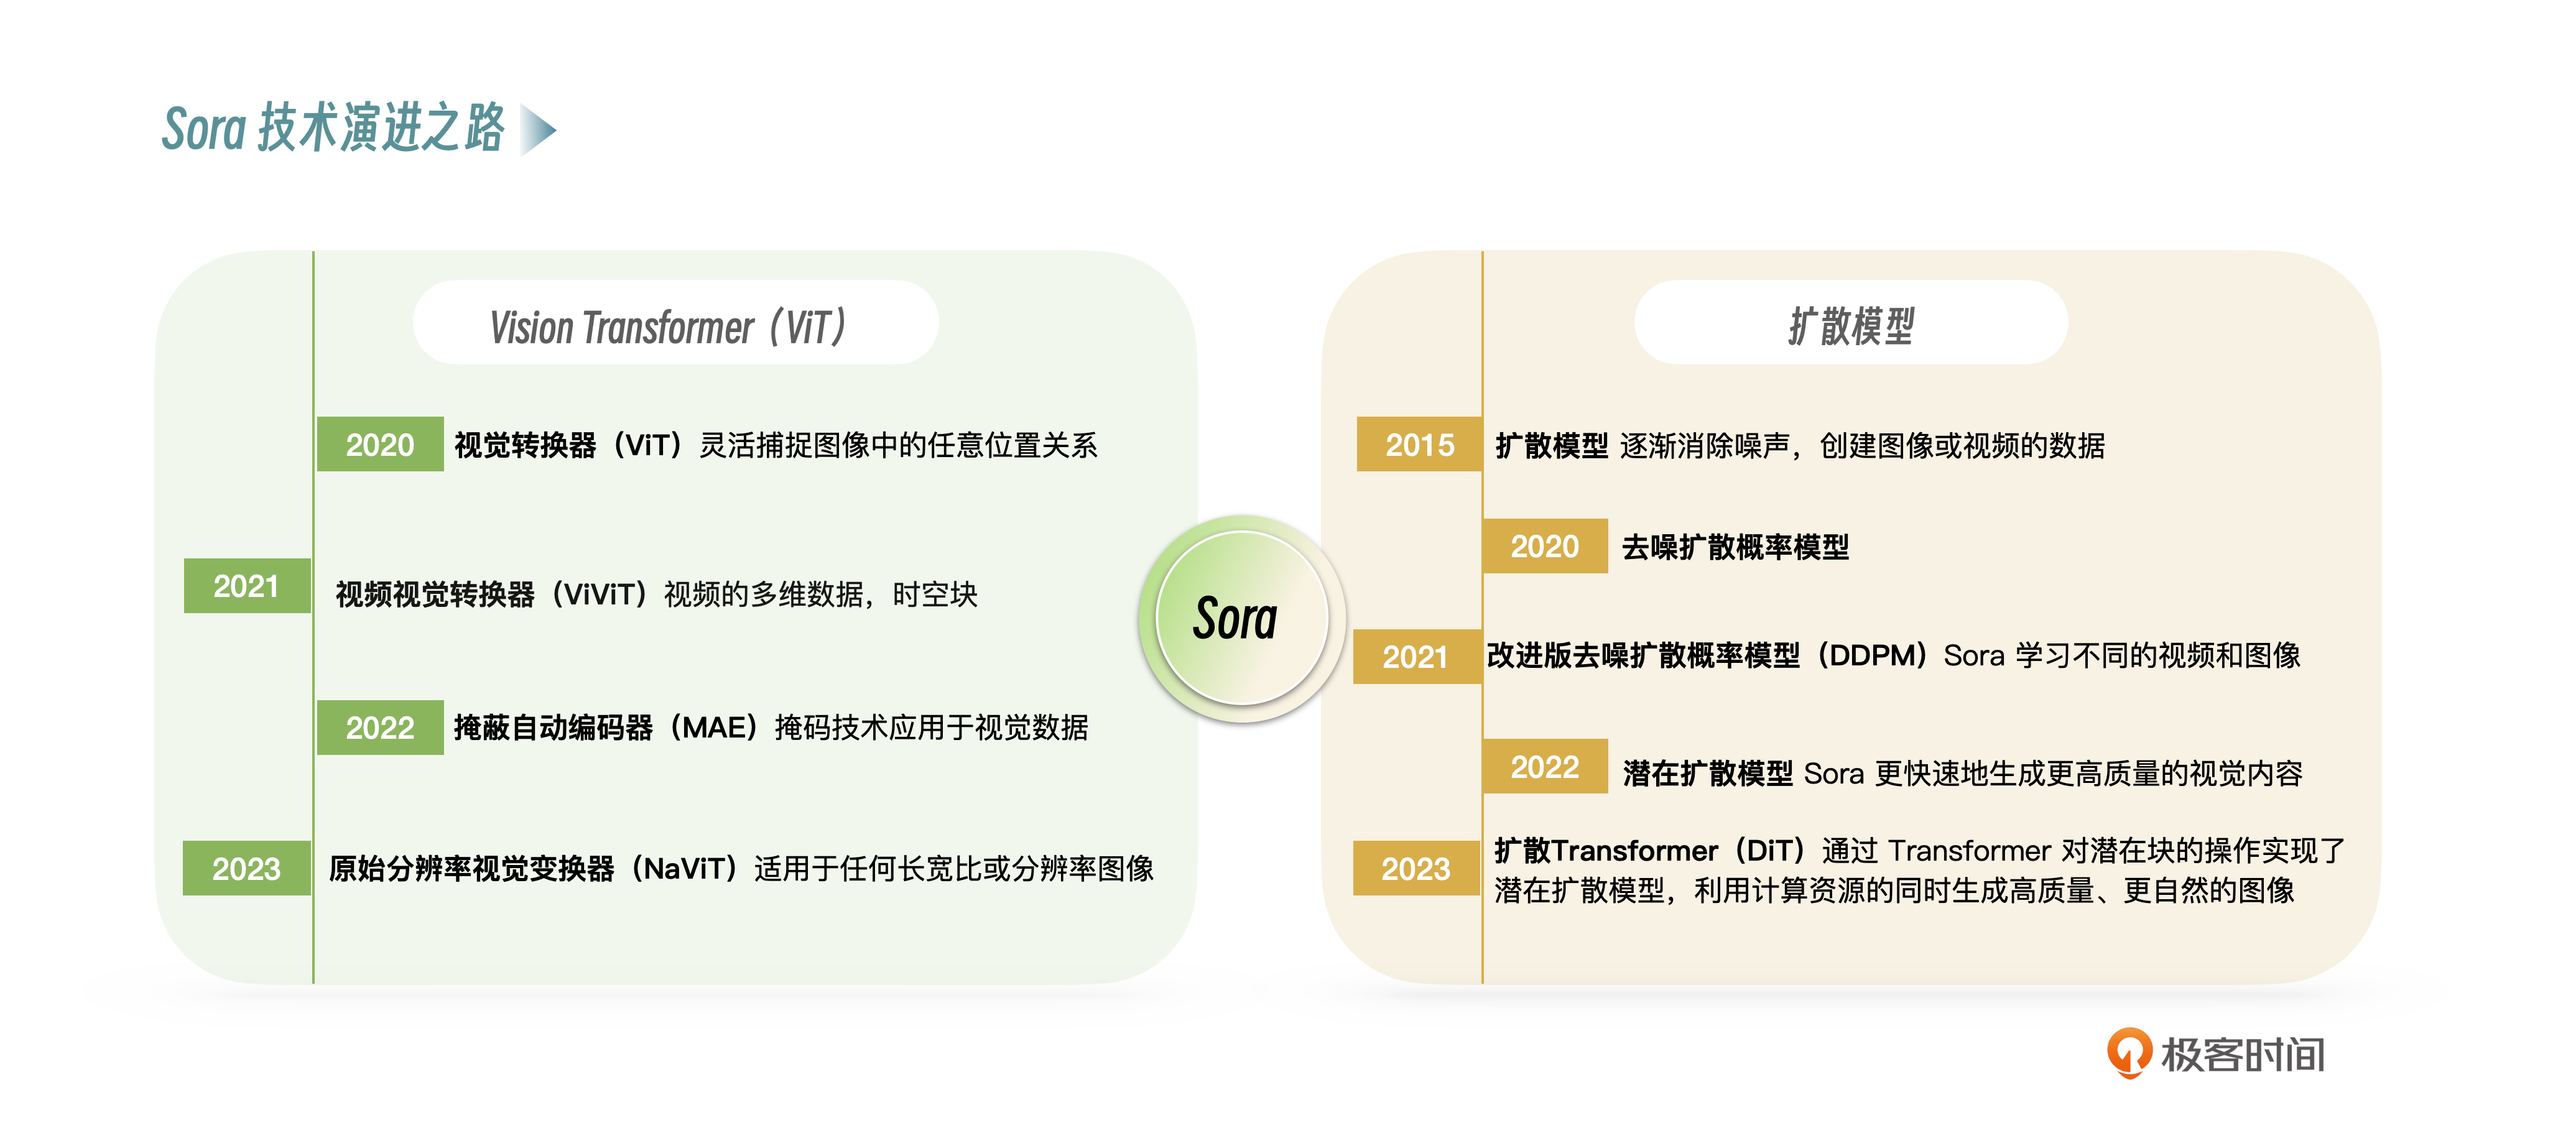 Sora 技术演进之路
Vision Transformer（ViT）
2020 视觉转换器（ViT）灵活捕捉图像中的任意位置关系
2021 视频视觉转换器（ViViT）视频的多维数据，时空块
2022 掩蔽自动编码器（MAE）掩码技术应用于视觉数据
2023 原始分辨率视觉变换器（NaViT）适用于任何长宽比或分辨率图像
Sora
扩散模型
2015 扩散模型 逐渐消除噪声，创建图像或视频的数据
2020 去噪扩散概率模型
2021 改进版去噪扩散概率模型（DDPM）Sora 学习不同的视频和图像
2022 潜在扩散模型 Sora 更快速地生成更高质量的视觉内容
2023 扩散Transformer（DiT）通过 Transformer 对潜在块的操作实现了
潜在扩散模型，利用计算资源的同时生成高质量、更自然的图像
极客时间